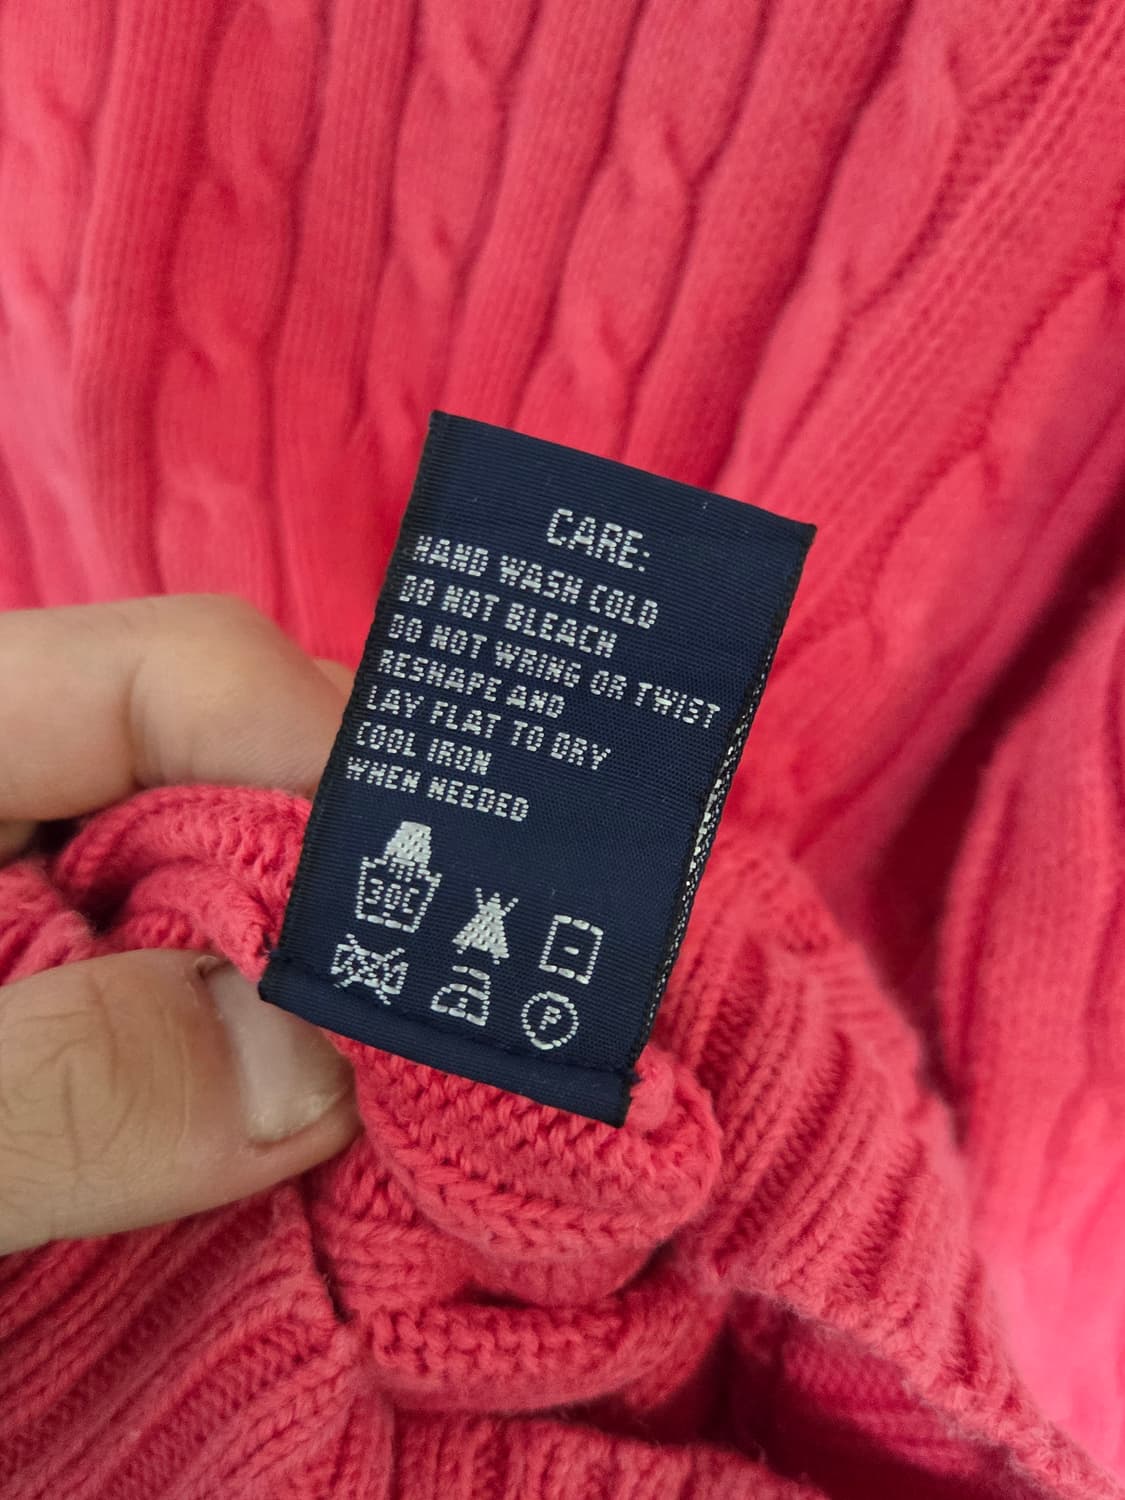 CARE:
HAND WASH COLD
DO NOT BLEACH
DO NOT WRING OR TWIST
RESHAPE AND
LAY FLAT TO DRY
COOL IRON
WHEN NEEDED
30C
P